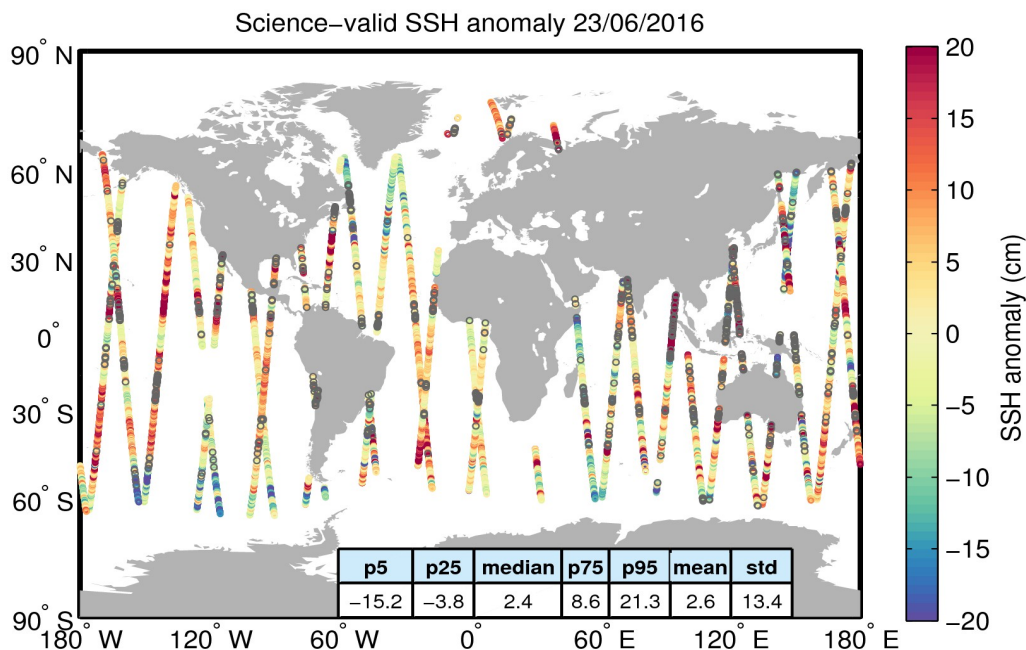 Science−valid SSH anomaly 23/06/2016
90° N
60° N
30° N
0°
30° S
60° S
90° S
180° W
120° W
60° W
0°
60° E
120° E
180° E
p5 p25 median p75 p95 mean std
−15.2 −3.8 2.4 8.6 21.3 2.6 13.4
20
15
10
5
0
−5
−10
−15
−20
SSH anomaly (cm)